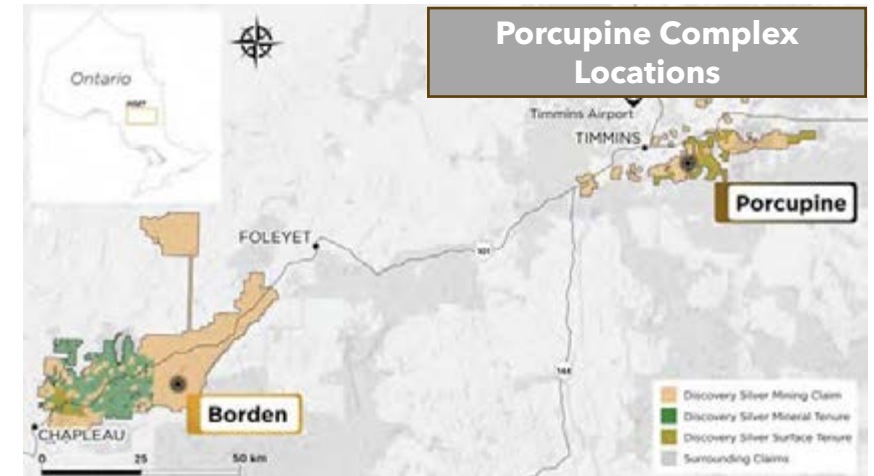 Porcupine Complex
Locations
Ontario
Timmins Airport
TIMMINS
Porcupine
FOLEYET
101
144
Borden
CHAPLEAU
0 25 50 km
Discovery Silver Mining Claim
Discovery Silver Mineral Tenure
Discovery Silver Surface Tenure
Surrounding Claims